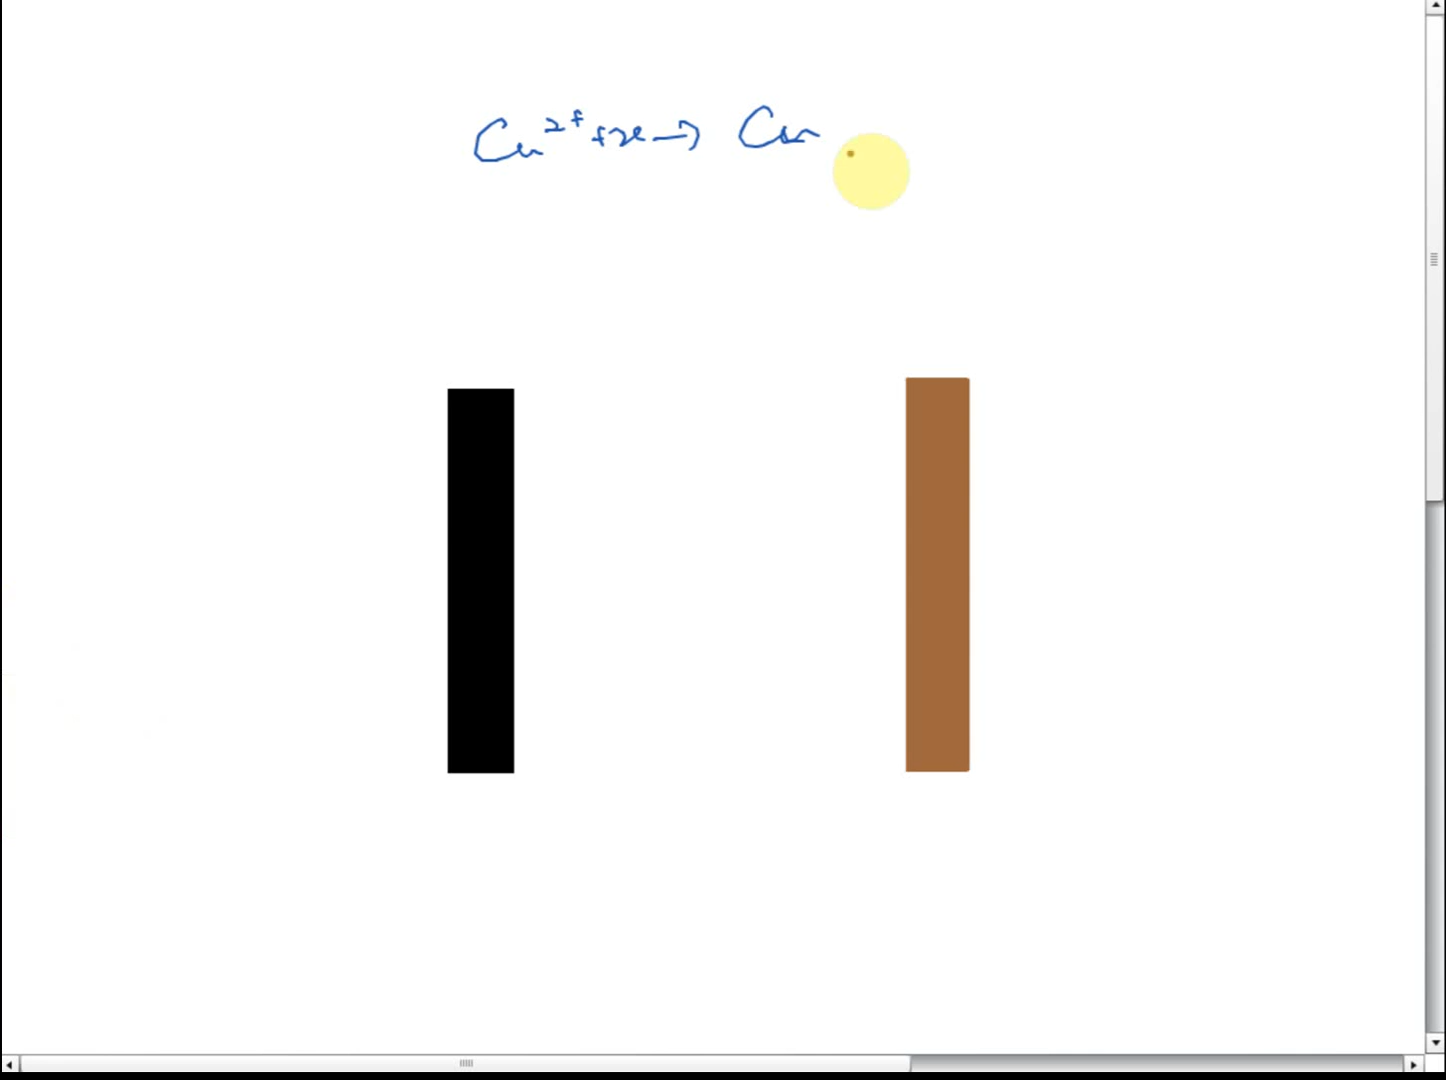 Cu²⁺ +2e → Cu